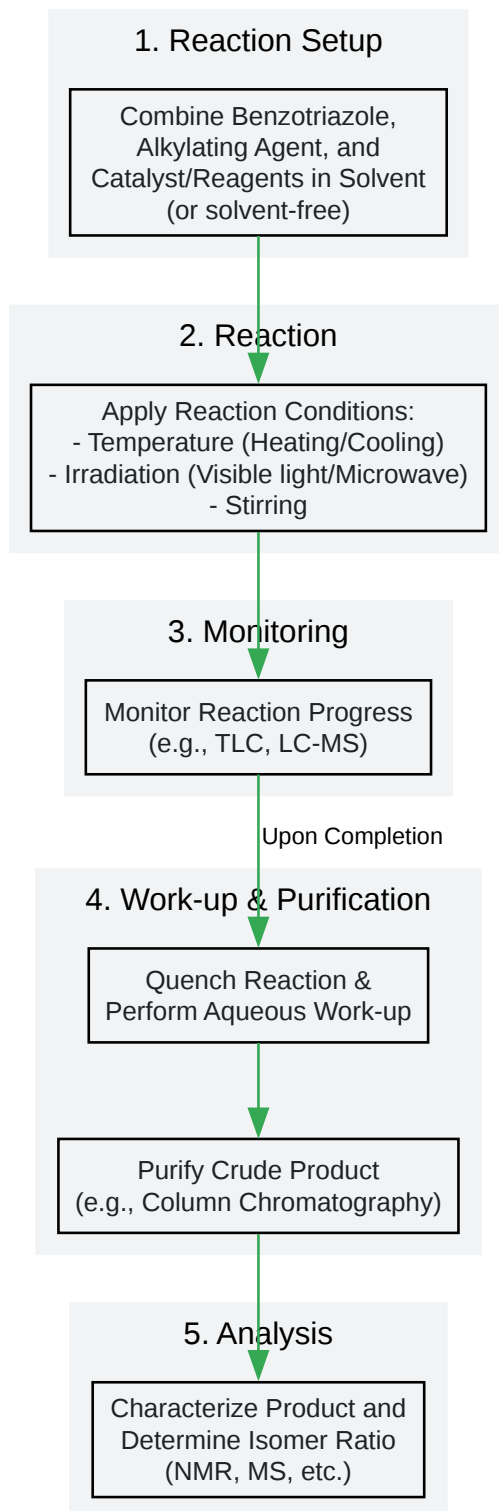 1. Reaction Setup
Combine Benzotriazole,
Alkylating Agent, and
Catalyst/Reagents in Solvent
(or solvent-free)
2. Reaction
Apply Reaction Conditions:
- Temperature (Heating/Cooling)
- Irradiation (Visible light/Microwave)
- Stirring
3. Monitoring
Monitor Reaction Progress
(e.g., TLC, LC-MS)
Upon Completion
4. Work-up & Purification
Quench Reaction &
Perform Aqueous Work-up
Purify Crude Product
(e.g., Column Chromatography)
5. Analysis
Characterize Product and
Determine Isomer Ratio
(NMR, MS, etc.)